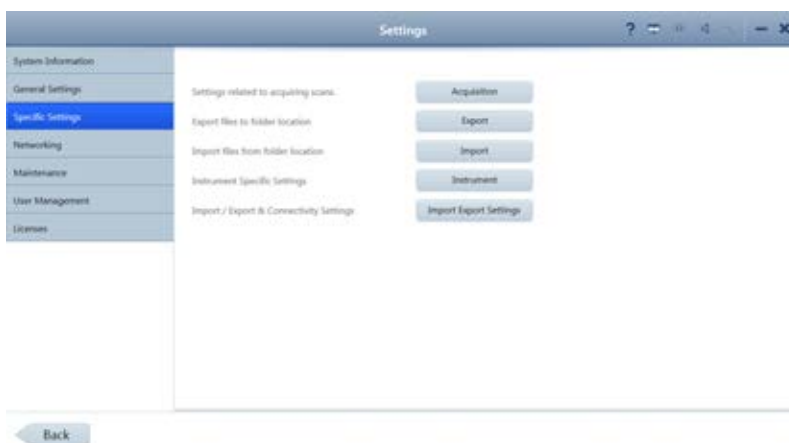 Settings
?
System Information
General Settings
Specific Settings
Networking
Maintenance
User Management
Licenses
Settings related to acquiring scans.
Acquisition
Export files to folder location
Export
Import files from folder location
Import
Instrument Specific Settings
Instrument
Import / Export & Connectivity Settings
Import Export Settings
Back